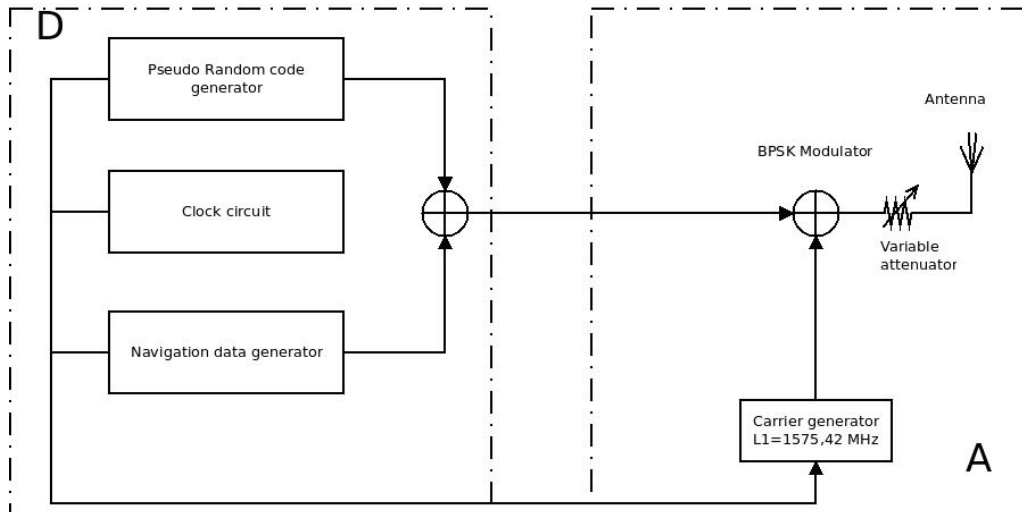 D
Pseudo Random code
generator
Clock circuit
Navigation data generator
Antenna
BPSK Modulator
Variable
attenuator
Carrier generator
L1=1575,42 MHz
A